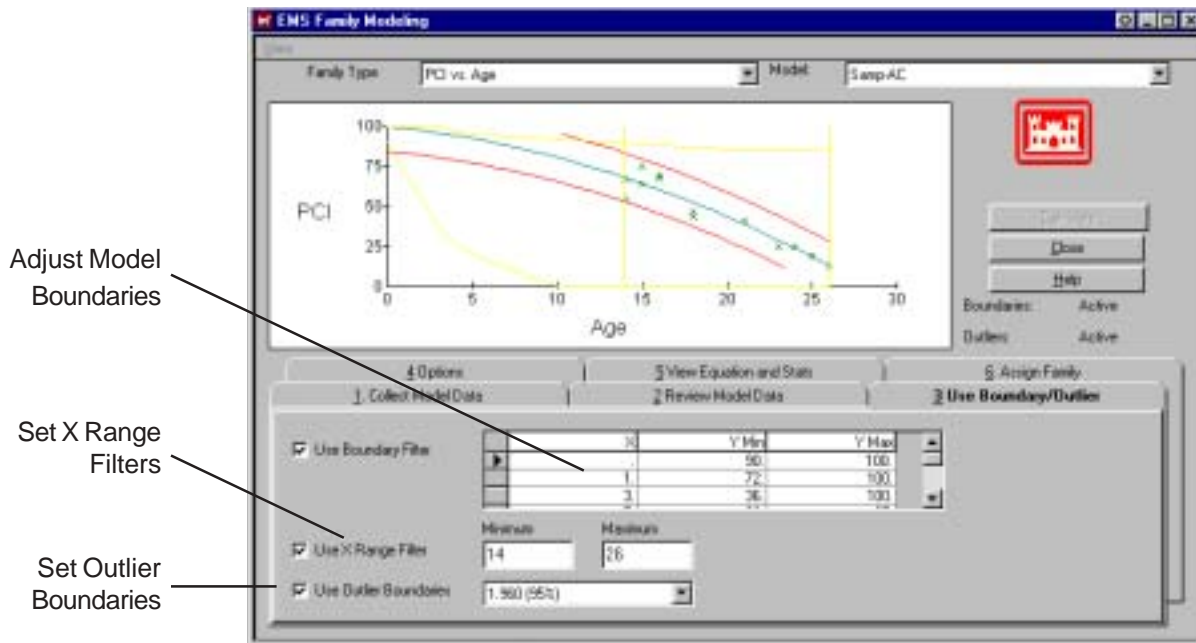 EMS Family Modeling
View
Family Type
PCI vs. Age
Model:
Samp-AC
100
75
50
25
0
PCI
0 5 10 15 20 25 30
Age
Close
Help
Boundaries: Active
Outliers: Active
4 Options
5 View Equation and Stats
6. Assign Family
1. Collect Model Data
2 Review Model Data
3 Use Boundary/Outlier
Use Boundary Filter
X Y Min Y Max
. 90. 100.
1. 72. 100.
3. 36. 100.
Minimum Maximum
Use X Range Filter
14 26
Use Outlier Boundaries
1.960 (95%)
Adjust Model
Boundaries
Set X Range
Filters
Set Outlier
Boundaries